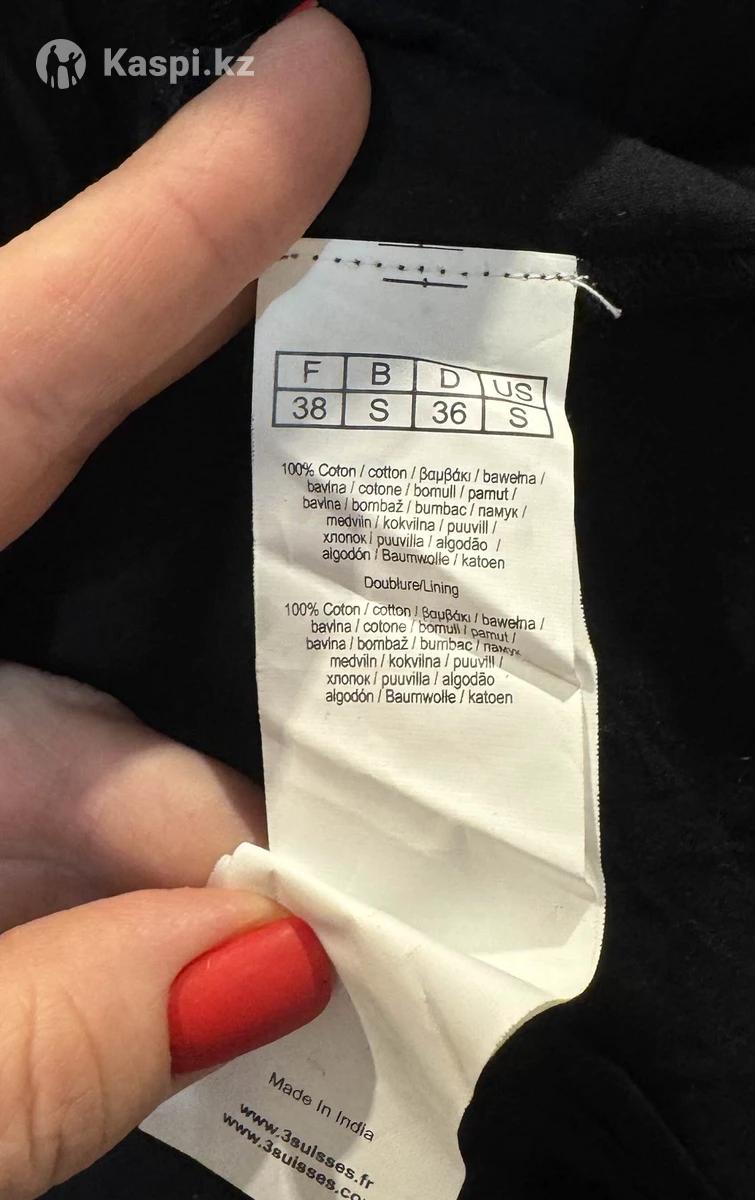 Kaspi.kz
F B D US
38 S 36 S
100% Coton / cotton / βαμβάκι / bawełna /
bavlna / cotone / bomull / pamut /
bavlna / bombaž / bumbac / памук /
medviln / kokvilna / puuvill /
хлопок / puuvilla / algodão /
algodón / Baumwolle / katoen
Doublure/Lining
100% Coton / cotton / βαμβάκι / bawełna /
bavlna / cotone / bomull / pamut /
bavlna / bombaž / bumbac / памук
medviln / kokvilna / puuvill /
хлопок / puuvilla / algodão
algodón / Baumwolle / katoen
Made In India
www.3suisses.fr
www.3suisses.co